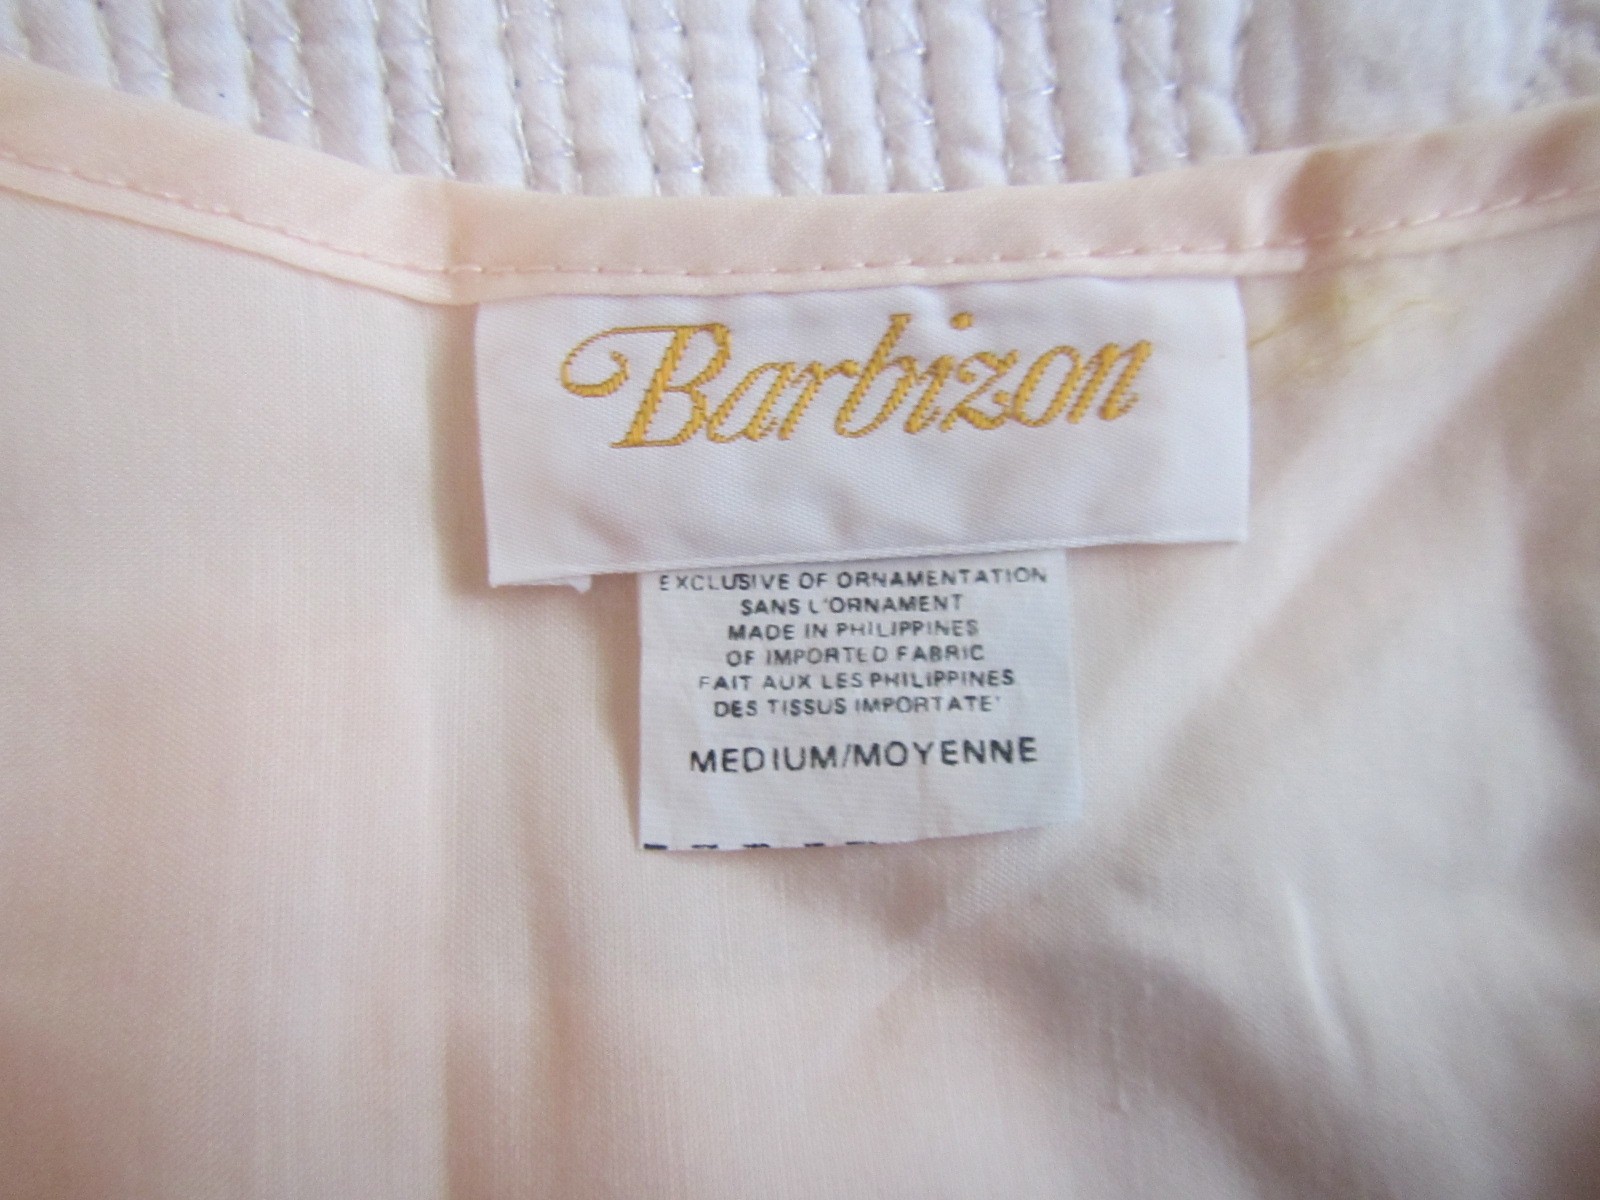 Barbizon
EXCLUSIVE OF ORNAMENTATION
SANS L'ORNAMENT
MADE IN PHILIPPINES
OF IMPORTED FABRIC
FAIT AUX LES PHILIPPINES
DES TISSUS IMPORTATE'
MEDIUM/MOYENNE